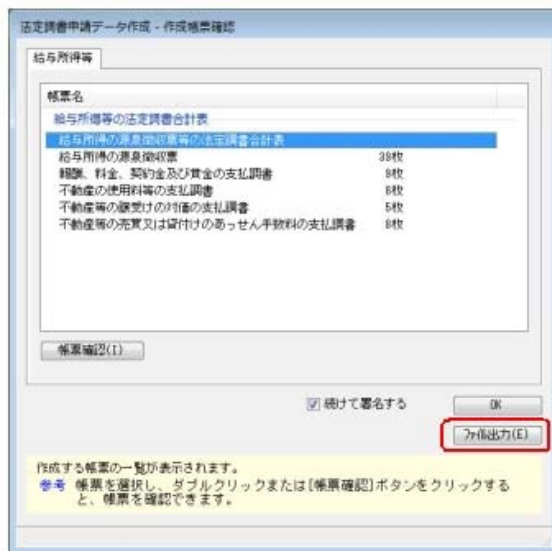 法定調書申請データ作成 - 作成帳票確認
給与所得等
帳票名
給与所得等の法定調書合計表
給与所得の源泉徴収票等の法定調書合計表
給与所得の源泉徴収票 39枚
報酬、料金、契約金及び賞金の支払調書 9枚
不動産の使用料等の支払調書 8枚
不動産等の譲受けの対価の支払調書 5枚
不動産等の売買又は貸付けのあっせん手数料の支払調書 8枚
帳票確認(I)
続けて署名する
OK
ファイル出力(E)
作成する帳票の一覧が表示されます。
参考 帳票を選択し、ダブルクリックまたは[帳票確認]ボタンをクリックする
と、帳票を確認できます。